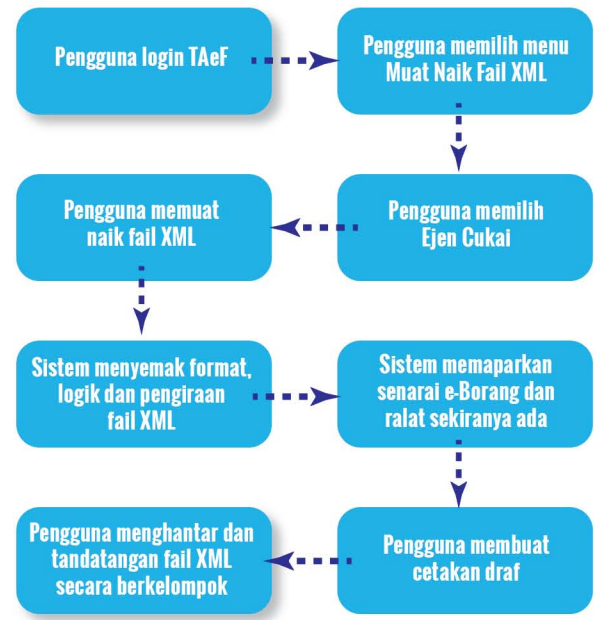 Pengguna login TAeF
Pengguna memilih menu
Muat Naik Fail XML
Pengguna memilih
Ejen Cukai
Pengguna memuat
naik fail XML
Sistem menyemak format,
logik dan pengiraan
fail XML
Sistem memaparkan
senarai e-Borang dan
ralat sekiranya ada
Pengguna membuat
cetakan draf
Pengguna menghantar dan
tandatangan fail XML
secara berkelompok